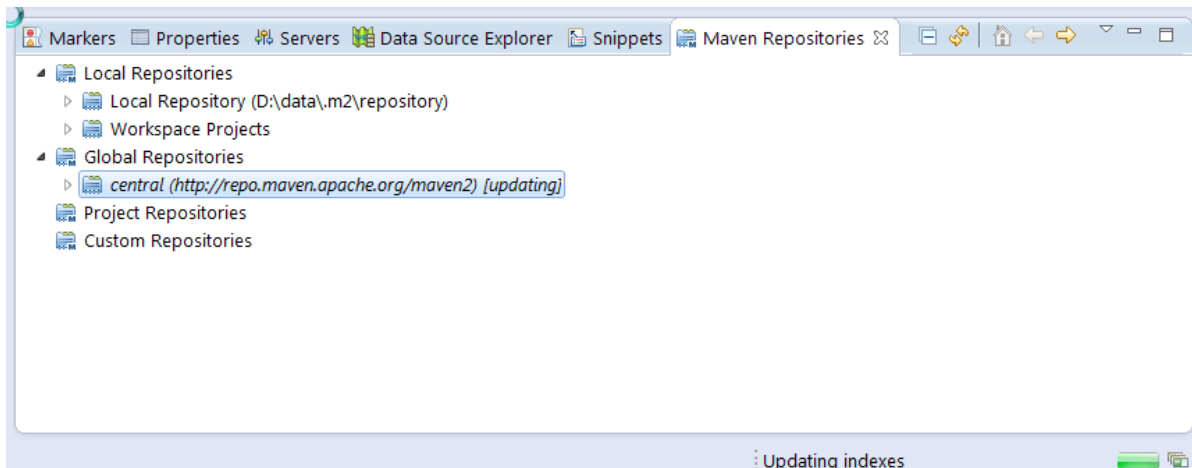 Markers Properties Servers Data Source Explorer Snippets Maven Repositories
Local Repositories
Local Repository (D:\data\.m2\repository)
Workspace Projects
Global Repositories
central (http://repo.maven.apache.org/maven2) [updating]
Project Repositories
Custom Repositories
Updating indexes